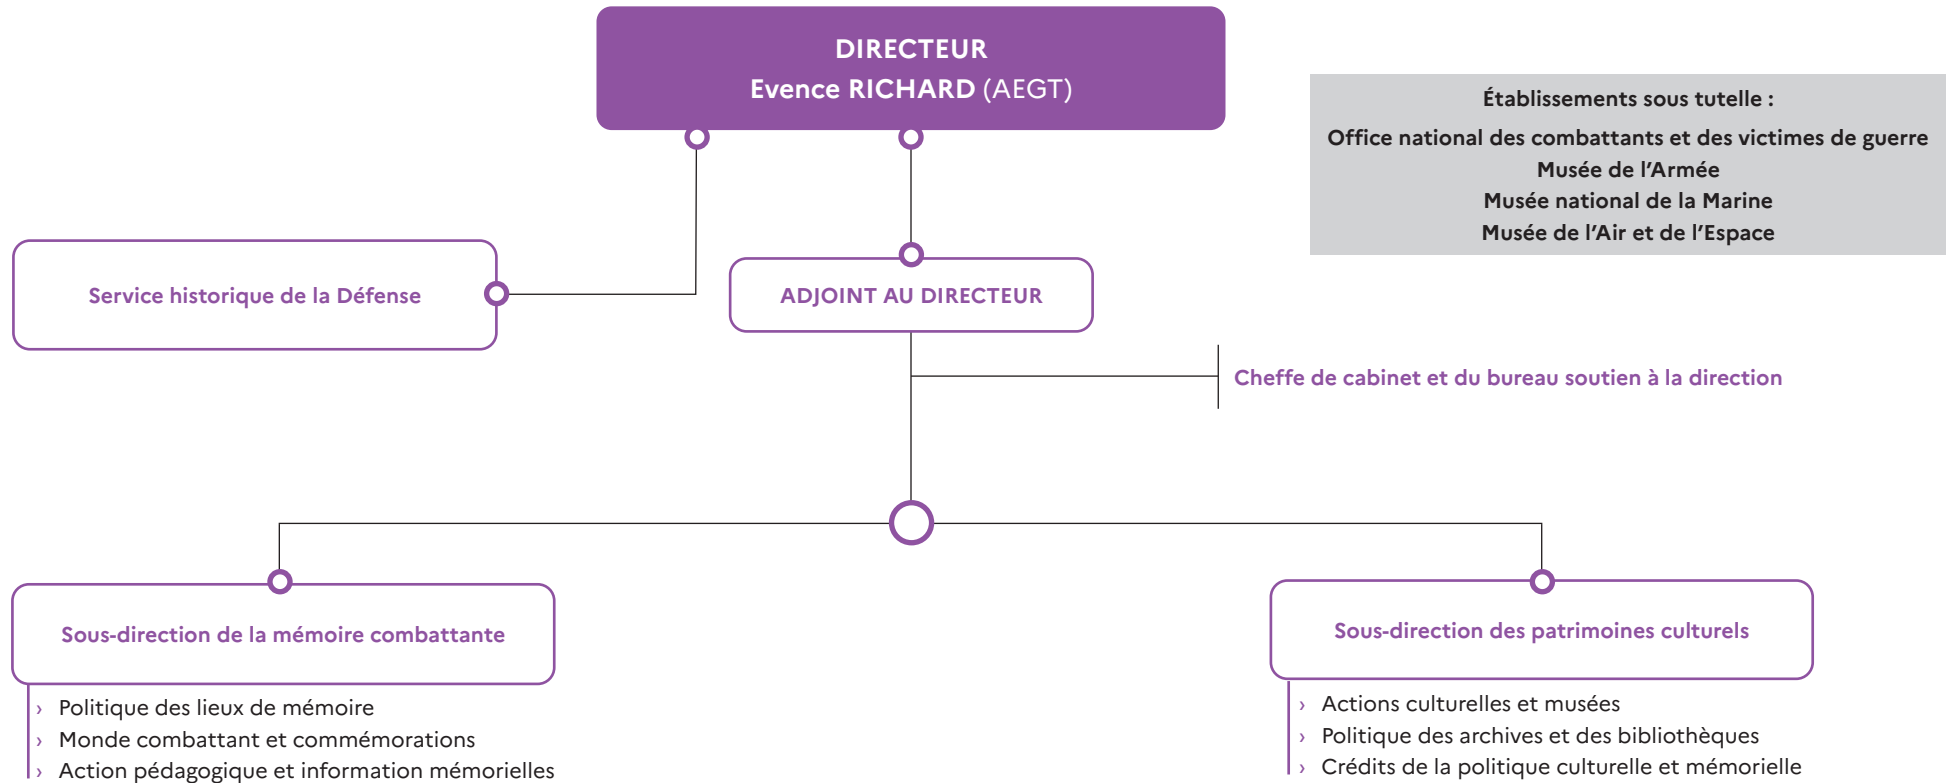 DIRECTEUR
Evence RICHARD (AEGT)
Établissements sous tutelle :
Office national des combattants et des victimes de guerre
Musée de l’Armée
Musée national de la Marine
Musée de l’Air et de l’Espace
Service historique de la Défense
ADJOINT AU DIRECTEUR
Cheffe de cabinet et du bureau soutien à la direction
Sous-direction de la mémoire combattante
› Politique des lieux de mémoire
› Monde combattant et commémorations
› Action pédagogique et information mémorielles
Sous-direction des patrimoines culturels
› Actions culturelles et musées
› Politique des archives et des bibliothèques
› Crédits de la politique culturelle et mémorielle